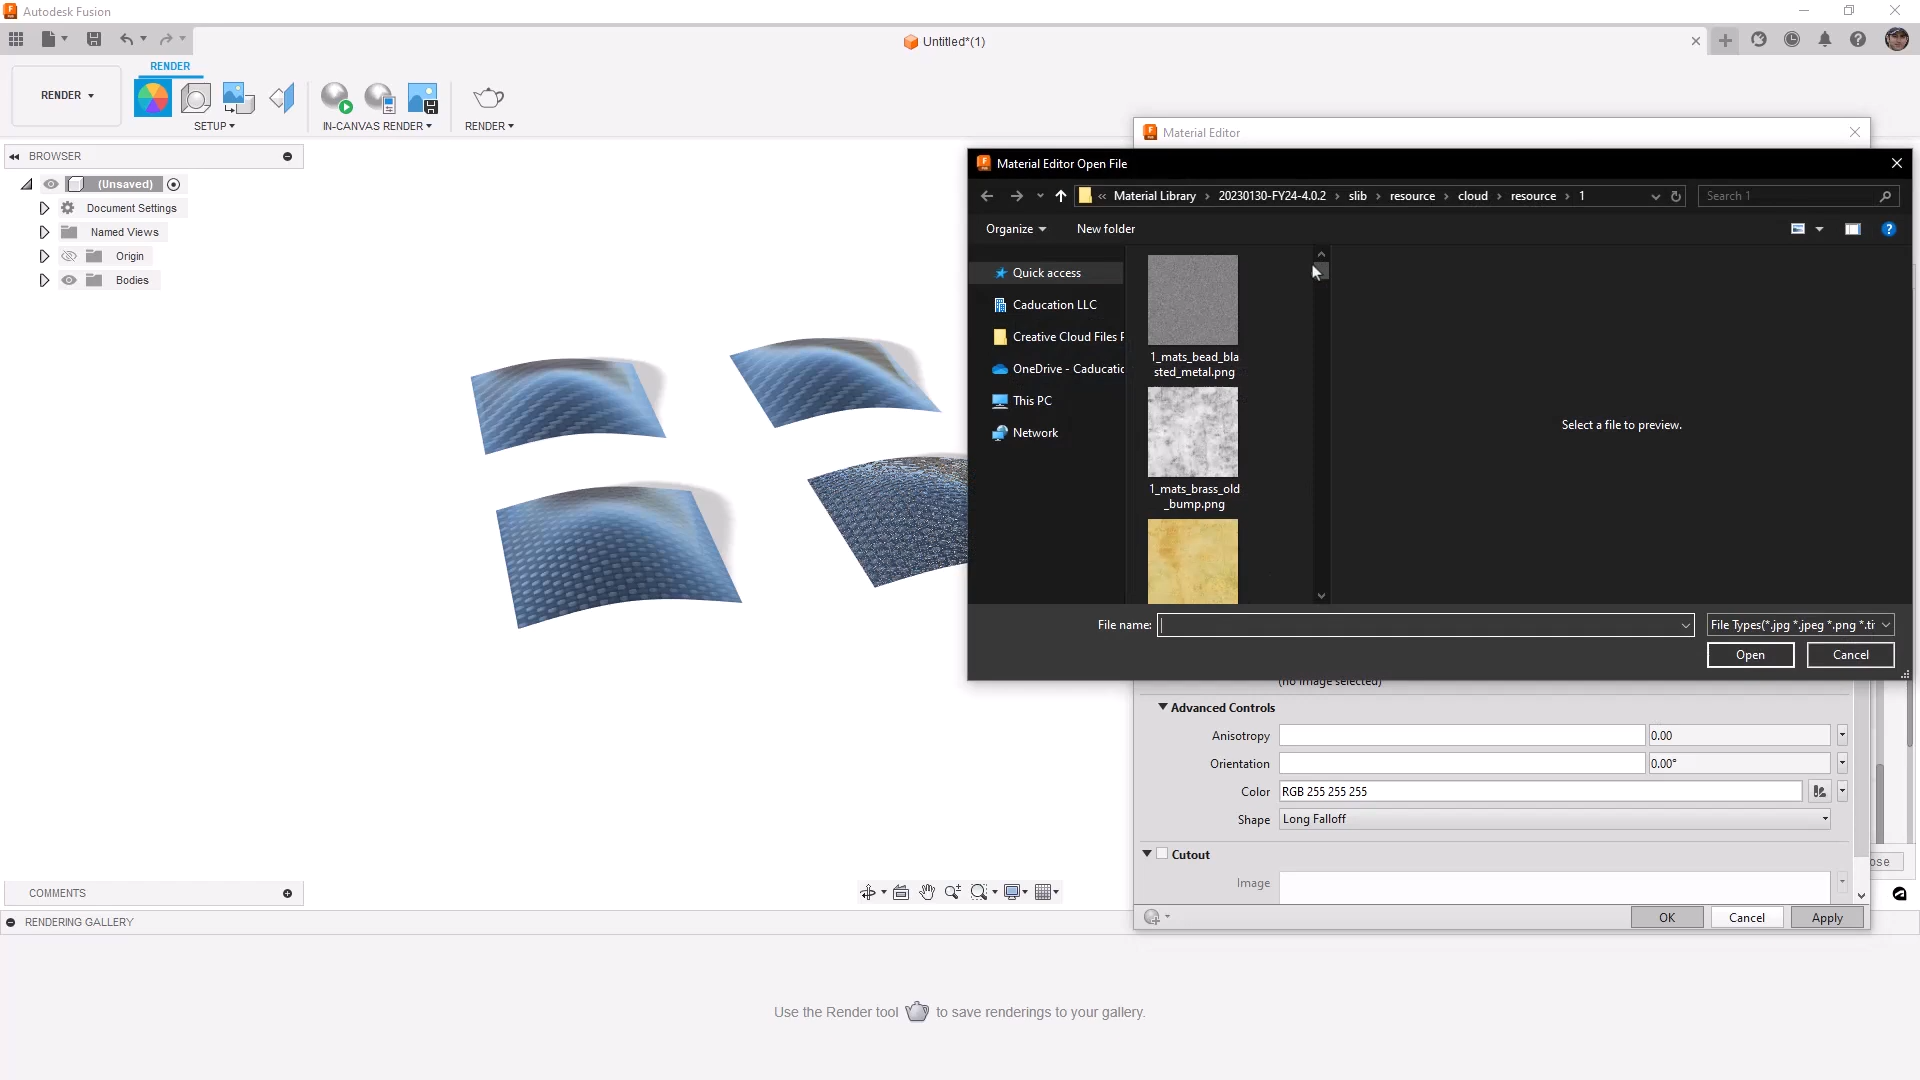 Autodesk Fusion
Untitled*(1)
RENDER
RENDER
SETUP
IN-CANVAS RENDER
RENDER
BROWSER
(Unsaved)
Document Settings
Named Views
Origin
Bodies
Material Editor
Material Editor Open File
« Material Library › 20230130-FY24-4.0.2 › slib › resource › cloud › resource › 1
Search 1
Organize
New folder
Quick access
Caducation LLC
Creative Cloud Files F
OneDrive - Caducatic
This PC
Network
1_mats_bead_bla
sted_metal.png
1_mats_brass_old
_bump.png
Select a file to preview.
File name:
File Types(*.jpg *.jpeg *.png *.ti
Open
Cancel
(no image selected)
Advanced Controls
Anisotropy
0.00
Orientation
0.00°
Color
RGB 255 255 255
Shape
Long Falloff
Cutout
ose
Image
OK
Cancel
Apply
COMMENTS
RENDERING GALLERY
Use the Render tool to save renderings to your gallery.